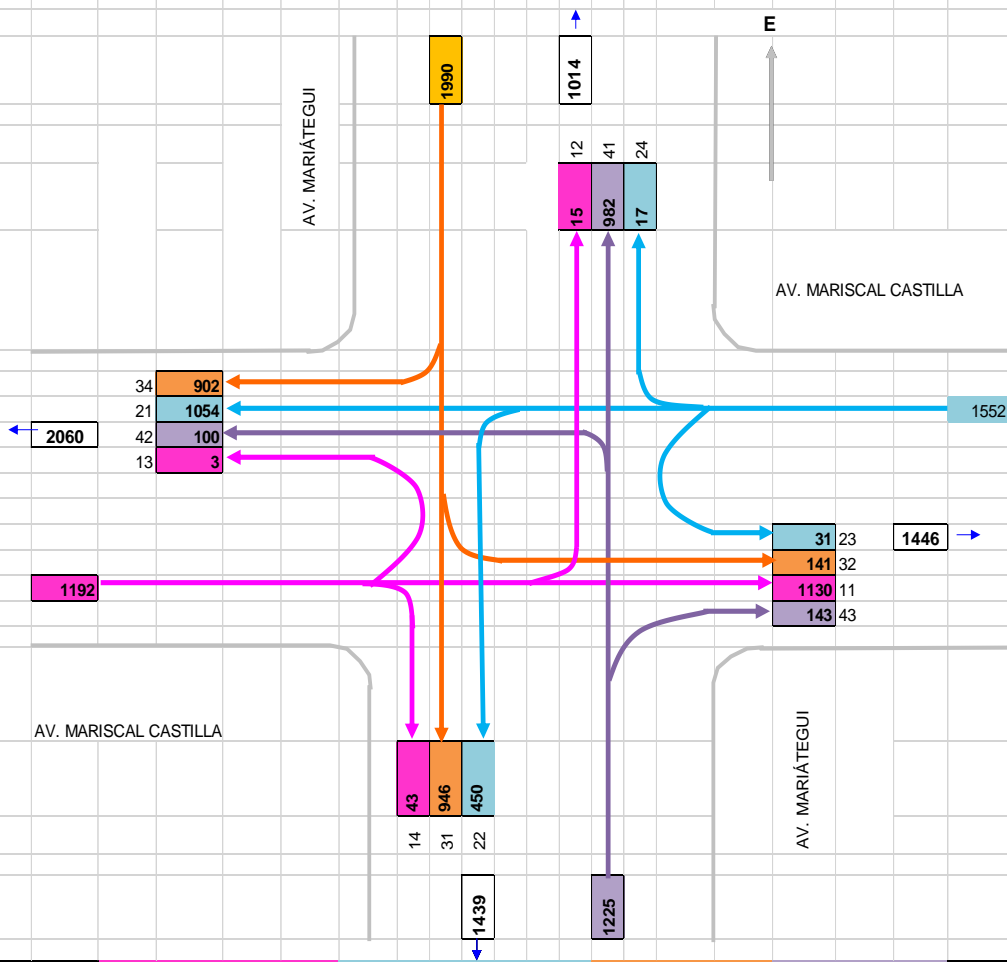 E
1990
1014
AV. MARIÁTEGUI
12 41 24
15 982 17
AV. MARISCAL CASTILLA
34 902
21 1054
1552
2060
42 100
13 3
31 23
1446
141 32
1192
1130 11
143 43
AV. MARISCAL CASTILLA
AV. MARIÁTEGUI
43 946 450
14 31 22
1439
1225